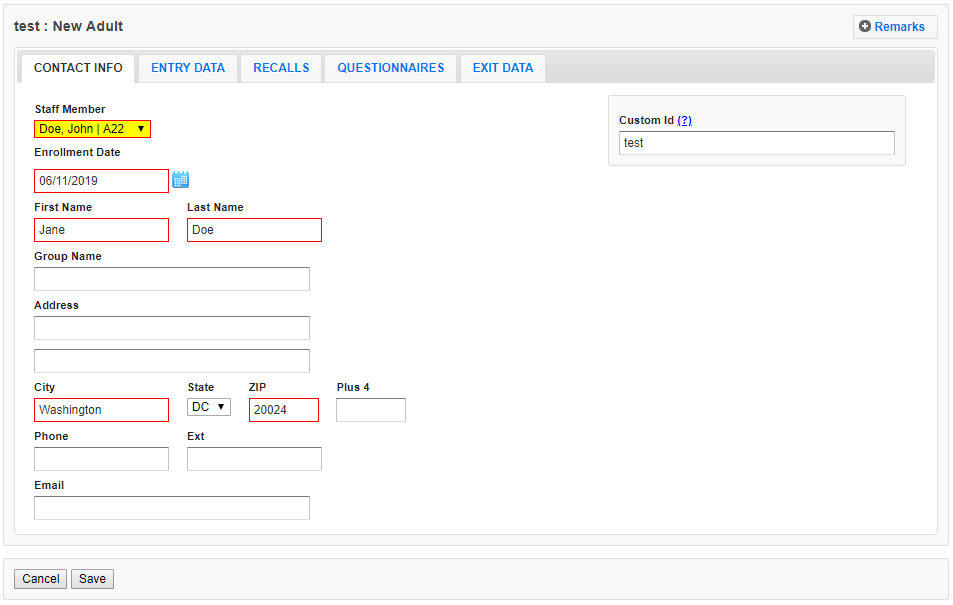 test : New Adult
Remarks
CONTACT INFO ENTRY DATA RECALLS QUESTIONNAIRES EXIT DATA
Staff Member
Doe, John | A22
Custom Id (?)
test
Enrollment Date
06/11/2019
First Name Last Name
Jane Doe
Group Name
Address
City State ZIP Plus 4
Washington DC 20024
Phone Ext
Email
Cancel Save